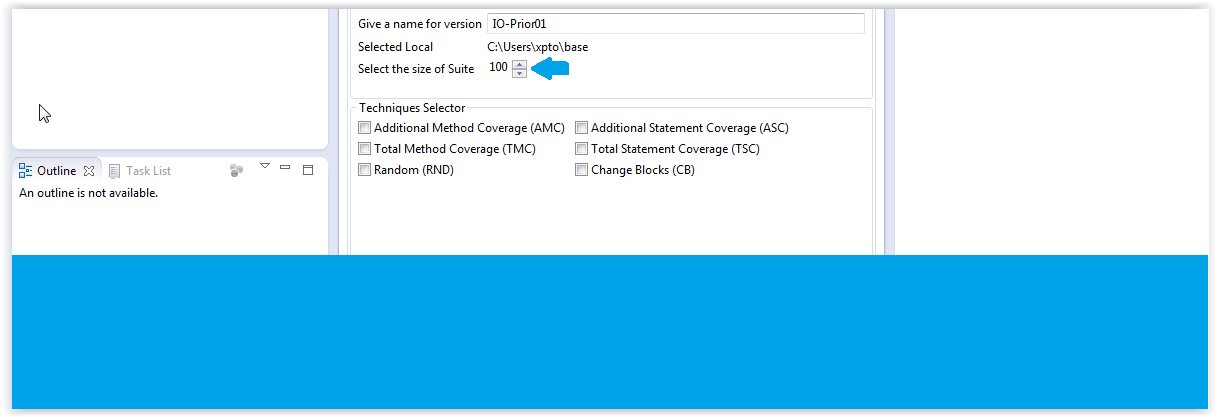 Give a name for version IO-Prior01
Selected Local C:\Users\xpto\base
Select the size of Suite 100
Techniques Selector
Additional Method Coverage (AMC) Additional Statement Coverage (ASC)
Total Method Coverage (TMC) Total Statement Coverage (TSC)
Random (RND) Change Blocks (CB)
Outline Task List
An outline is not available.